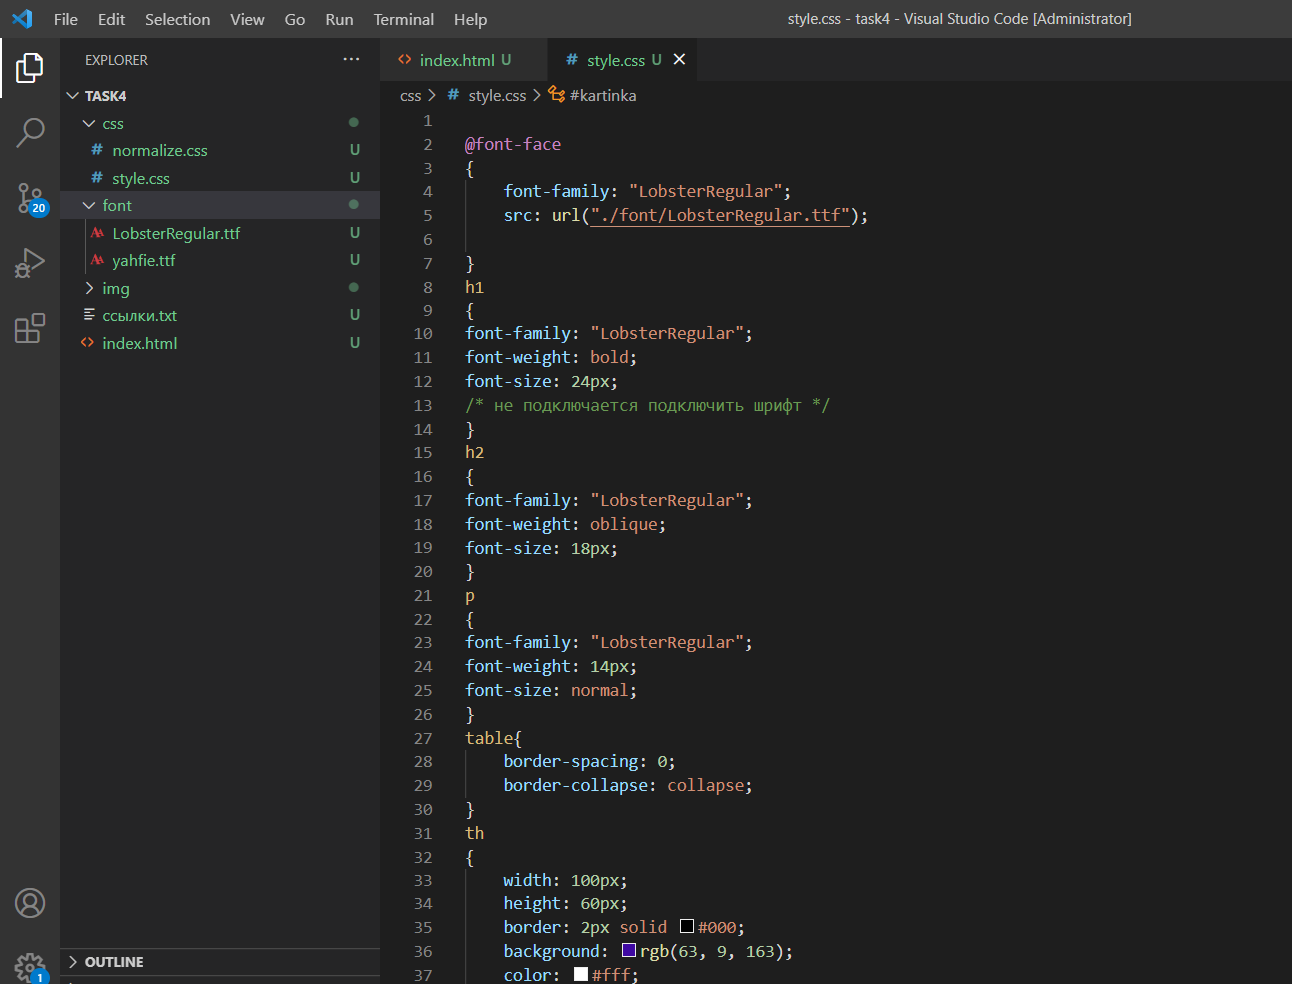 File Edit Selection View Go Run Terminal Help
style.css - task4 - Visual Studio Code [Administrator]
EXPLORER ···
TASK4
css
# normalize.css U
# style.css U
font
LobsterRegular.ttf U
yahfie.ttf U
img
ссылки.txt U
<> index.html U
OUTLINE
20
1
<> index.html U
# style.css U
css > # style.css > #kartinka
1
2 @font-face
3 {
4 font-family: "LobsterRegular";
5 src: url("./font/LobsterRegular.ttf");
6
7 }
8 h1
9 {
10 font-family: "LobsterRegular";
11 font-weight: bold;
12 font-size: 24px;
13 /* не подключается подключить шрифт */
14 }
15 h2
16 {
17 font-family: "LobsterRegular";
18 font-weight: oblique;
19 font-size: 18px;
20 }
21 p
22 {
23 font-family: "LobsterRegular";
24 font-weight: 14px;
25 font-size: normal;
26 }
27 table{
28 border-spacing: 0;
29 border-collapse: collapse;
30 }
31 th
32 {
33 width: 100px;
34 height: 60px;
35 border: 2px solid #000;
36 background: rgb(63, 9, 163);
37 color: #fff;